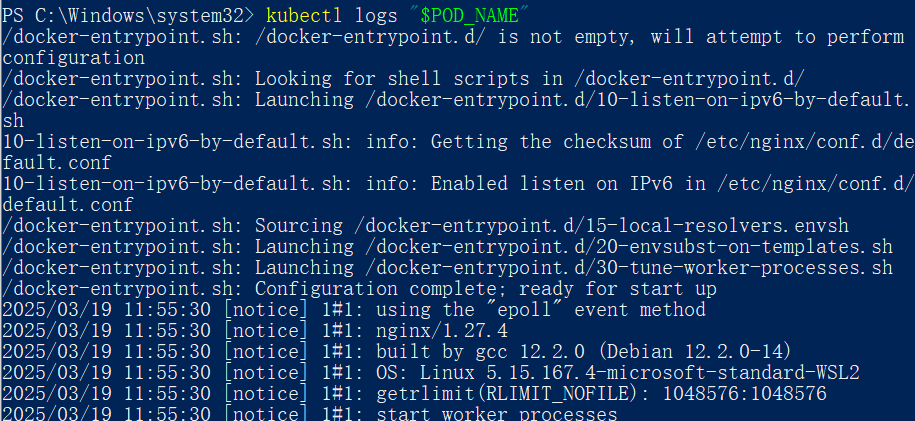 PS C:\Windows\system32> kubectl logs "$POD_NAME"
/docker-entrypoint.sh: /docker-entrypoint.d/ is not empty, will attempt to perform
configuration
/docker-entrypoint.sh: Looking for shell scripts in /docker-entrypoint.d/
/docker-entrypoint.sh: Launching /docker-entrypoint.d/10-listen-on-ipv6-by-default.
sh
10-listen-on-ipv6-by-default.sh: info: Getting the checksum of /etc/nginx/conf.d/de
fault.conf
10-listen-on-ipv6-by-default.sh: info: Enabled listen on IPv6 in /etc/nginx/conf.d/
default.conf
/docker-entrypoint.sh: Sourcing /docker-entrypoint.d/15-local-resolvers.envsh
/docker-entrypoint.sh: Launching /docker-entrypoint.d/20-envsubst-on-templates.sh
/docker-entrypoint.sh: Launching /docker-entrypoint.d/30-tune-worker-processes.sh
/docker-entrypoint.sh: Configuration complete; ready for start up
2025/03/19 11:55:30 [notice] 1#1: using the "epoll" event method
2025/03/19 11:55:30 [notice] 1#1: nginx/1.27.4
2025/03/19 11:55:30 [notice] 1#1: built by gcc 12.2.0 (Debian 12.2.0-14)
2025/03/19 11:55:30 [notice] 1#1: OS: Linux 5.15.167.4-microsoft-standard-WSL2
2025/03/19 11:55:30 [notice] 1#1: getrlimit(RLIMIT_NOFILE): 1048576:1048576
2025/03/19 11:55:30 [notice] 1#1: start worker processes